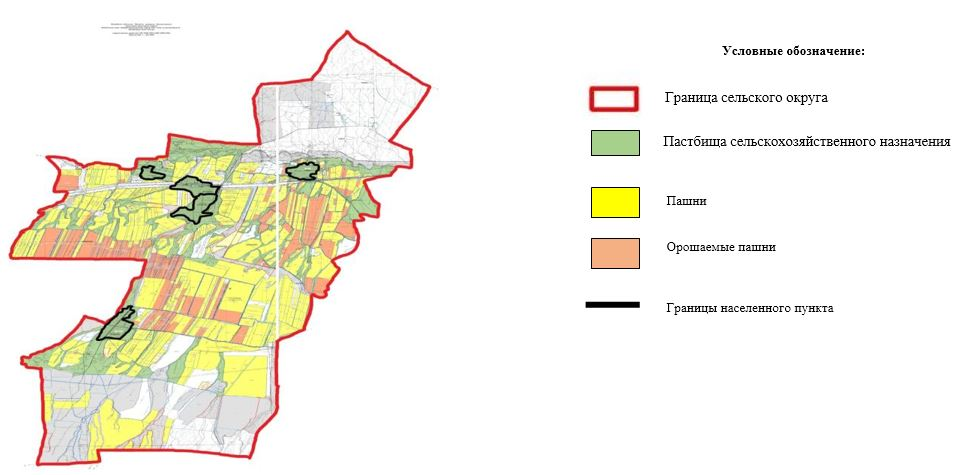 Условные обозначение:
Граница сельского округа
Пастбища сельскохозяйственного назначения
Пашни
Орошаемые пашни
Границы населенного пункта